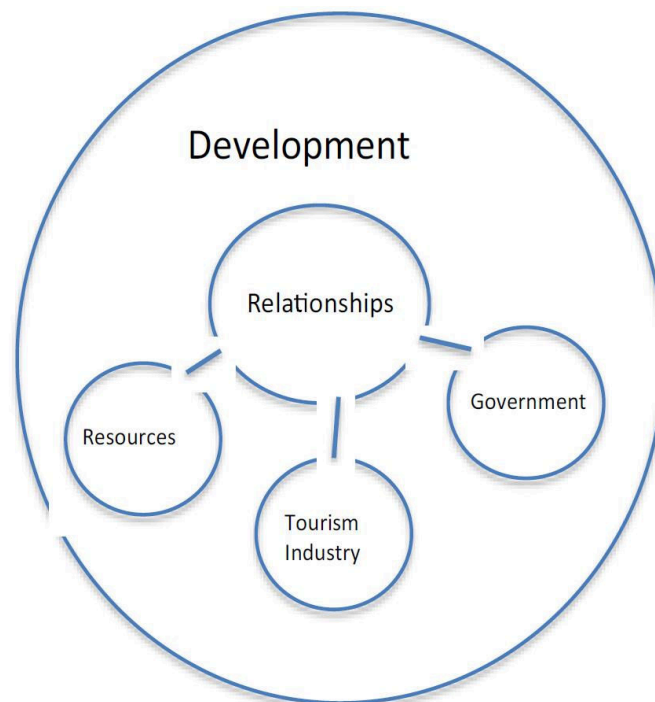 Development
Relationships
Government
Resources
Tourism
Industry